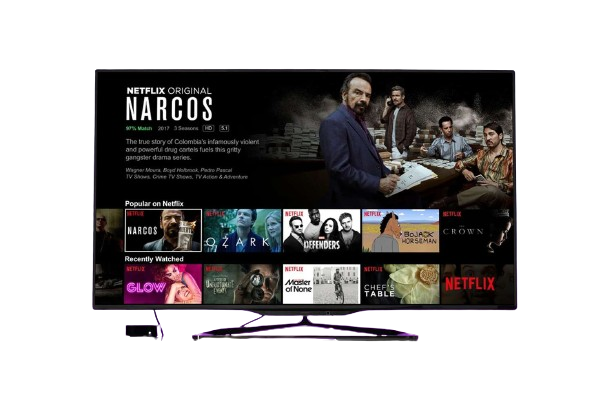 NETFLIX ORIGINAL
NARCOS
97% Match 2017 3 Seasons HD 5.1
The true story of Colombia's infamously violent
and powerful drug cartels fuels this gritty
gangster drama series.
Wagner Moura, Boyd Holbrook, Pedro Pascal
TV Shows, Crime TV Shows, TV Action & Adventure
Popular on Netflix
NETFLIX NETFLIX NETFLIX NETFLIX NETFLIX
NARCOS OZARK DEFENDERS BOJACK HORSEMAN CROWN
Recently Watched
NETFLIX NETFLIX NETFLIX NETFLIX
GLOW Master of None CHEF'S TABLE NETFLIX